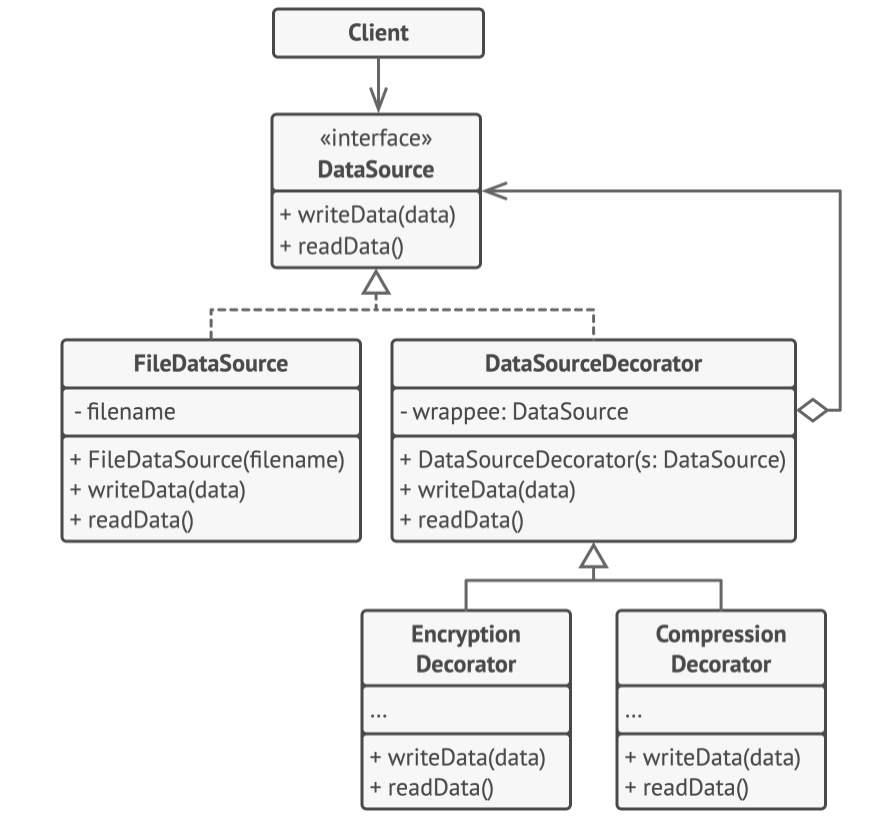 Client
«interface»
DataSource
+ writeData(data)
+ readData()
FileDataSource
- filename
+ FileDataSource(filename)
+ writeData(data)
+ readData()
DataSourceDecorator
- wrappee: DataSource
+ DataSourceDecorator(s: DataSource)
+ writeData(data)
+ readData()
Encryption
Decorator
...
+ writeData(data)
+ readData()
Compression
Decorator
...
+ writeData(data)
+ readData()